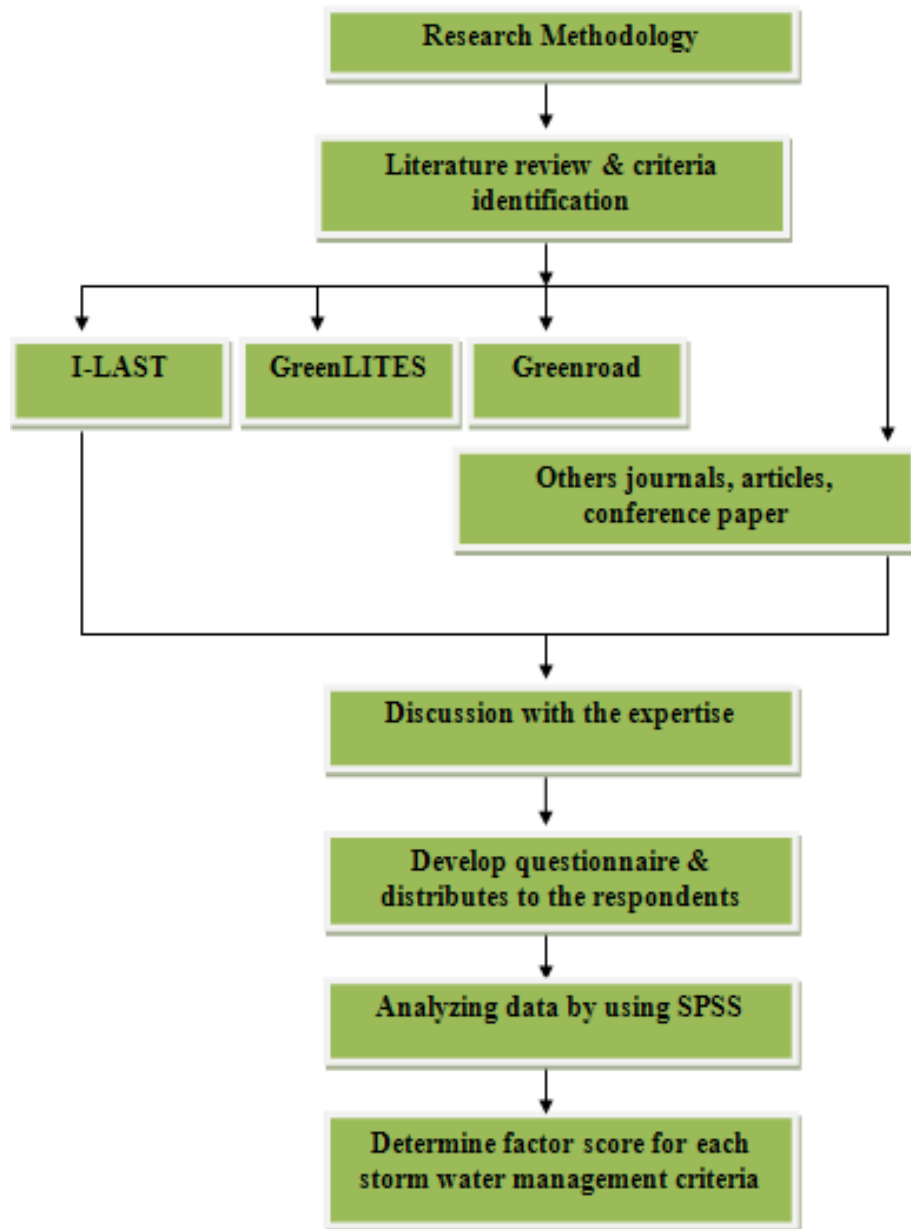 Research Methodology
Literature review & criteria
identification
I-LAST
GreenLITES
Greenroad
Others journals, articles,
conference paper
Discussion with the expertise
Develop questionnaire &
distributes to the respondents
Analyzing data by using SPSS
Determine factor score for each
storm water management criteria